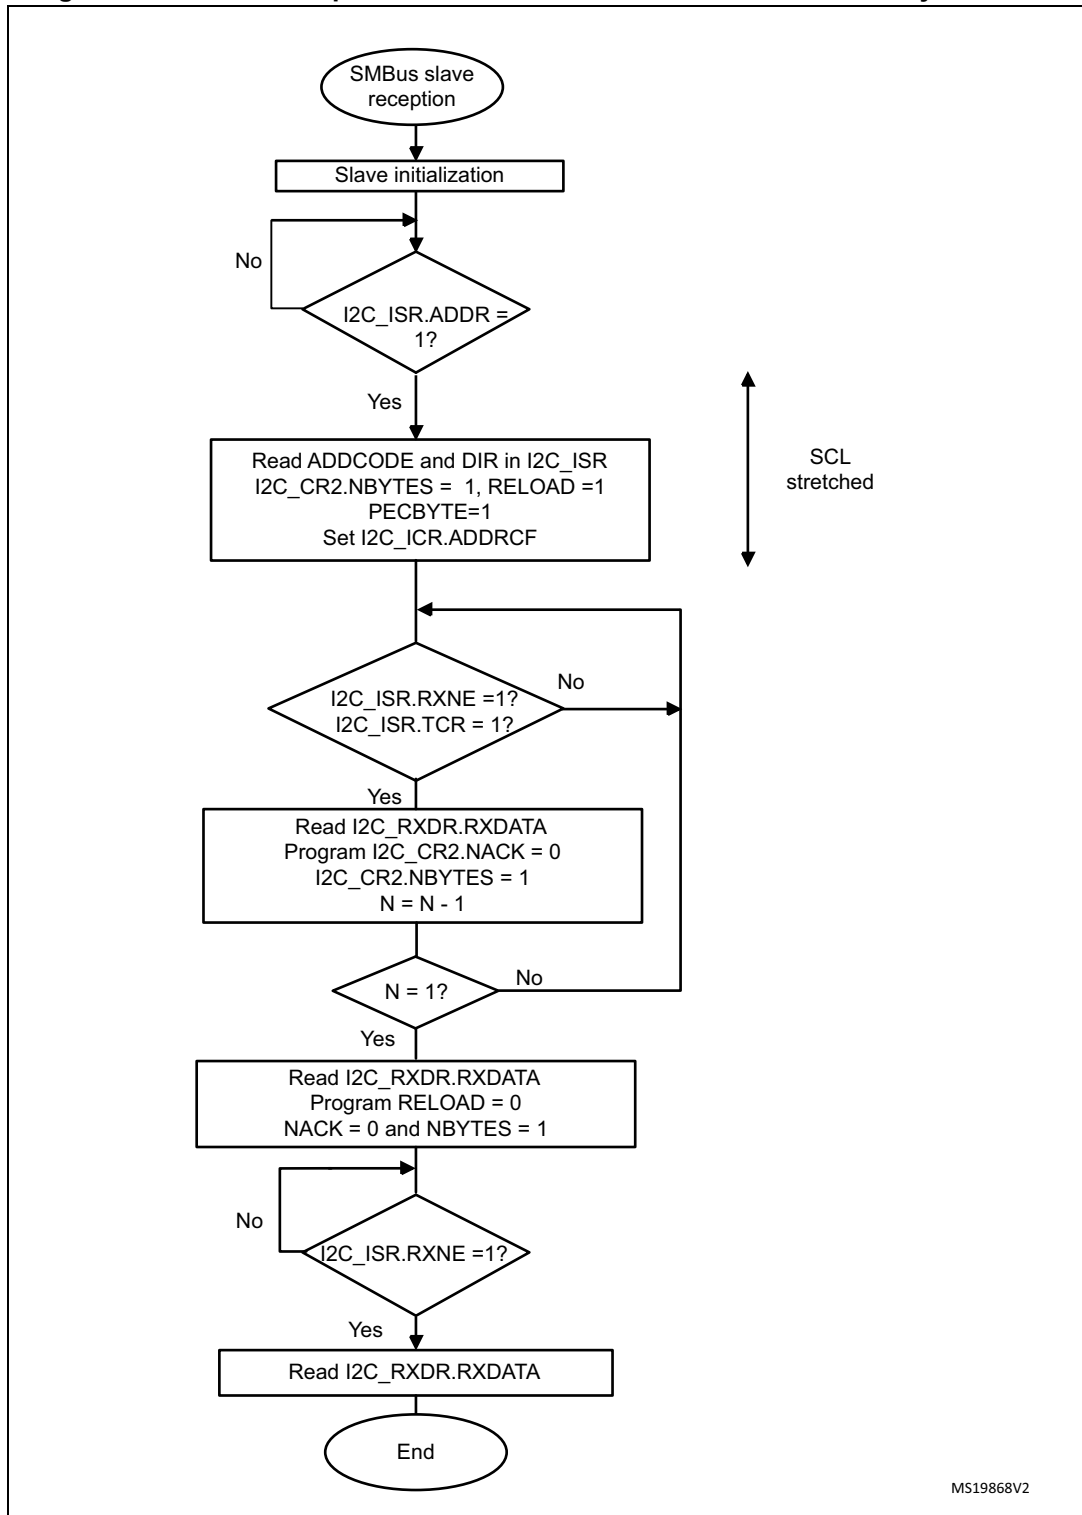 SMBus slave
reception
Slave initialization
No
I2C_ISR.ADDR =
1?
Yes
Read ADDCODE and DIR in I2C_ISR
I2C_CR2.NBYTES = 1, RELOAD =1
PECBYTE=1
Set I2C_ICR.ADDRCF
SCL
stretched
I2C_ISR.RXNE =1?
I2C_ISR.TCR = 1?
No
Yes
Read I2C_RXDR.RXDATA
Program I2C_CR2.NACK = 0
I2C_CR2.NBYTES = 1
N = N - 1
N = 1?
No
Yes
Read I2C_RXDR.RXDATA
Program RELOAD = 0
NACK = 0 and NBYTES = 1
No
I2C_ISR.RXNE =1?
Yes
Read I2C_RXDR.RXDATA
End
MS19868V2